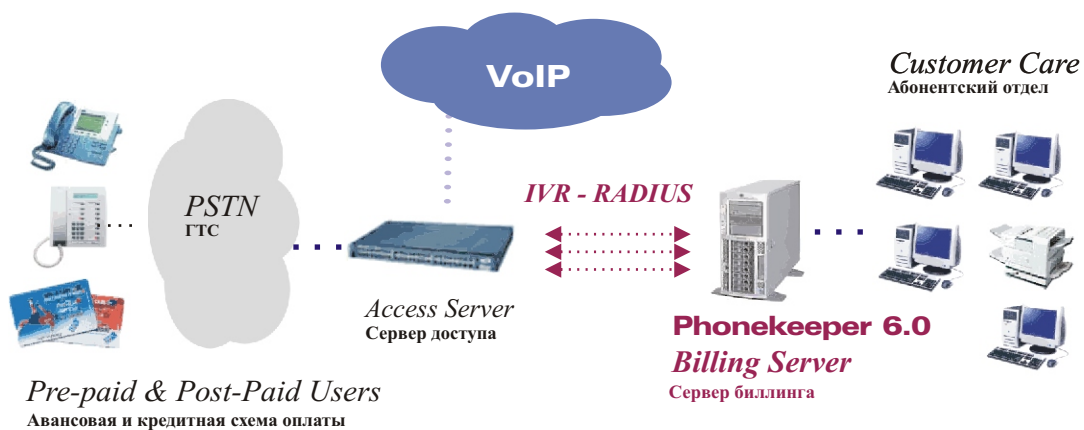 VoIP
Customer Care
Абонентский отдел
PSTN
ГТС
IVR - RADIUS
Access Server
Сервер доступа
Phonekeeper 6.0
Billing Server
Сервер биллинга
Pre-paid & Post-Paid Users
Авансовая и кредитная схема оплаты